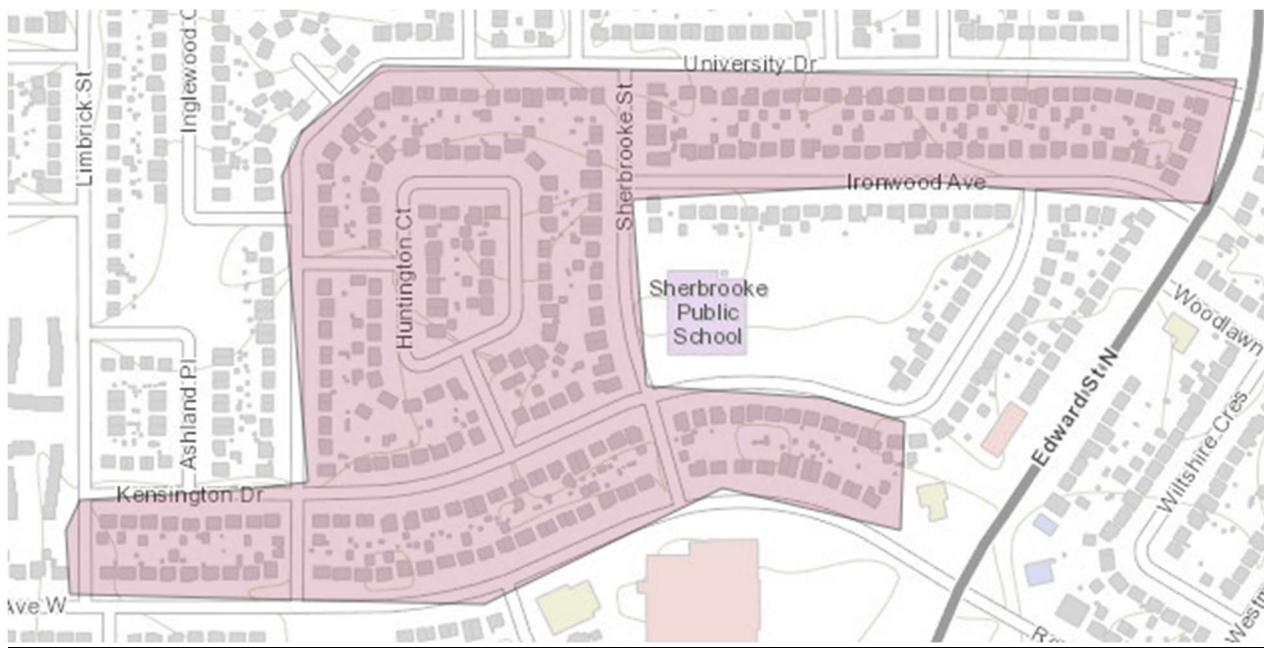 University Dr
Inglewood C
Limbrick St
Sherbrooke St
Ironwood Ave
Huntington Ct
Sherbrooke
Public
School
Woodlawn
Edward St N
Ashland Pl
Wiltshire Cres
Kensington Dr
Ave W